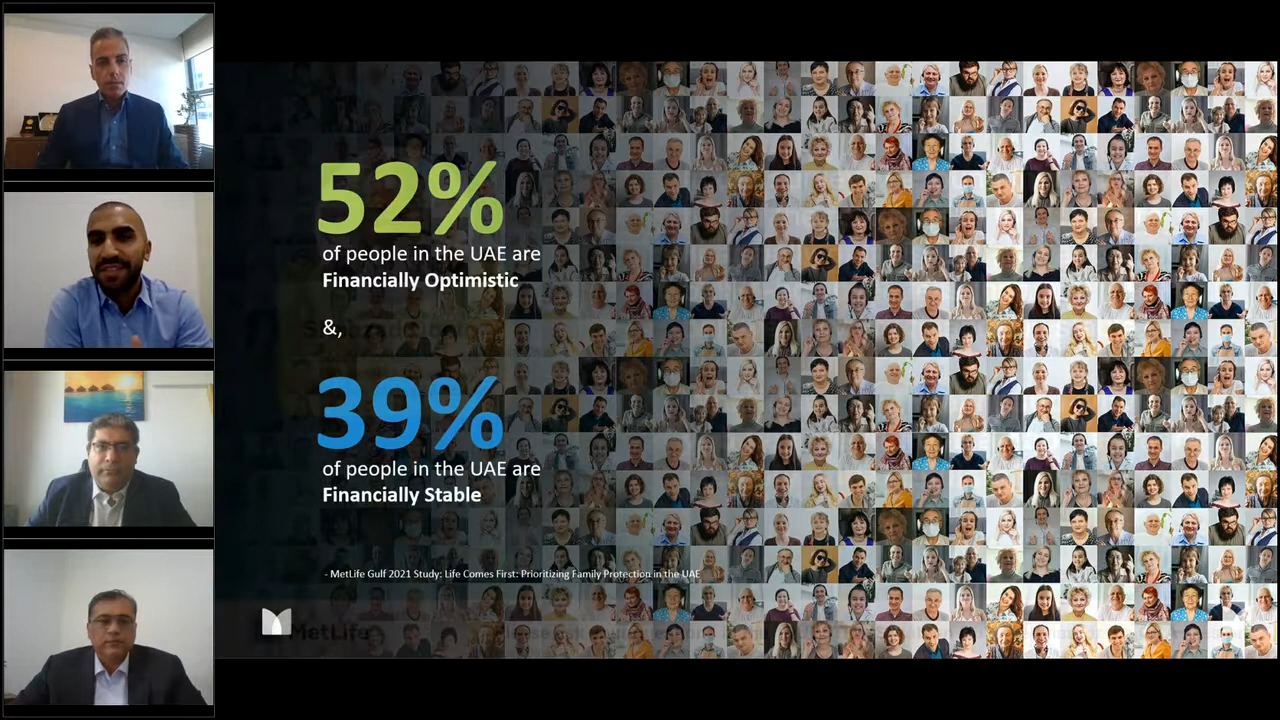 52%
of people in the UAE are
Financially Optimistic
&,
39%
of people in the UAE are
Financially Stable
- MetLife Gulf 2021 Study: Life Comes First: Prioritizing Family Protection in the UAE
MetLife